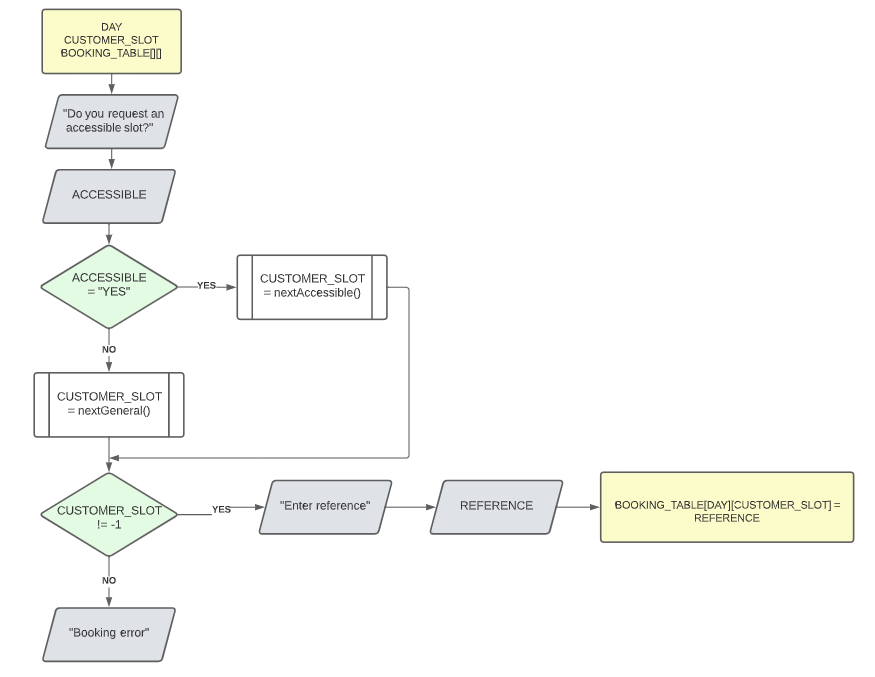 DAY
CUSTOMER_SLOT
BOOKING_TABLE[][]
"Do you request an
accessible slot?"
ACCESSIBLE
ACCESSIBLE
= "YES"
YES
CUSTOMER_SLOT
= nextAccessible()
NO
CUSTOMER_SLOT
= nextGeneral()
CUSTOMER_SLOT
!= -1
YES
"Enter reference"
REFERENCE
BOOKING_TABLE[DAY][CUSTOMER_SLOT] =
REFERENCE
NO
"Booking error"